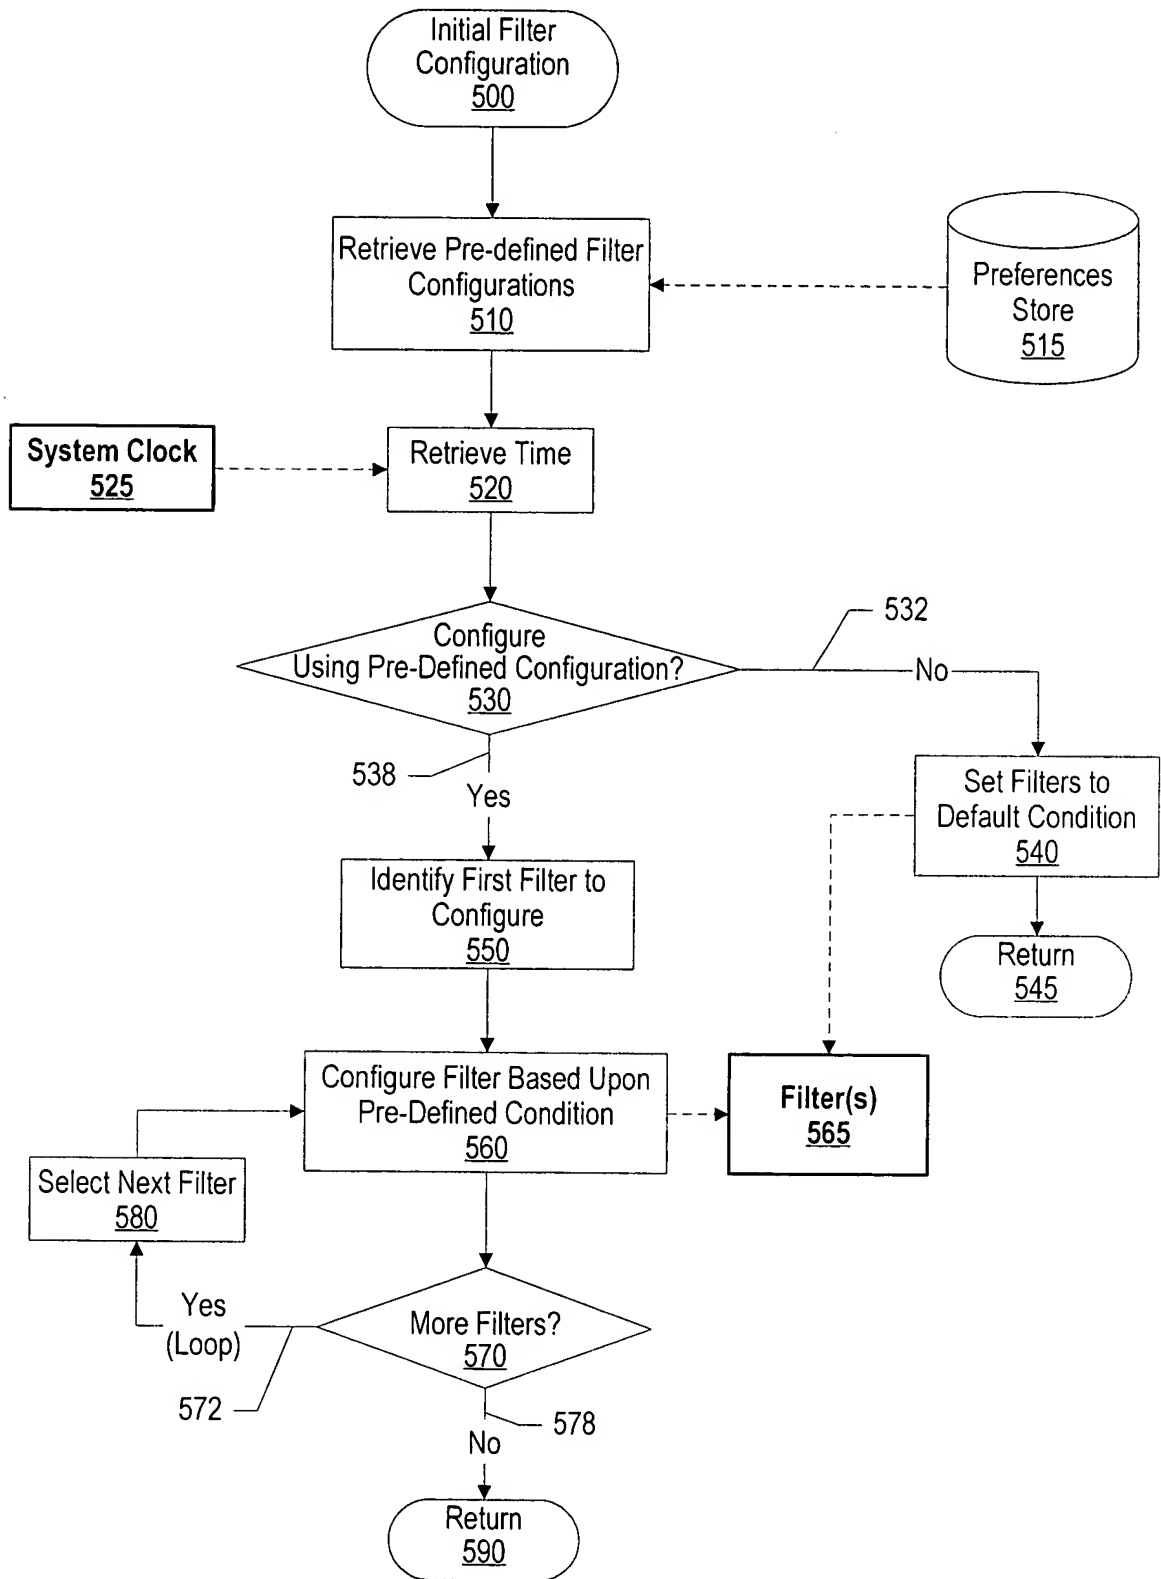 Initial Filter
Configuration
500
Retrieve Pre-defined Filter
Configurations
510
Preferences
Store
515
System Clock
525
Retrieve Time
520
532
Configure
Using Pre-Defined Configuration?
530
No
538
Yes
Set Filters to
Default Condition
540
Identify First Filter to
Configure
550
Return
545
Configure Filter Based Upon
Pre-Defined Condition
560
Filter(s)
565
Select Next Filter
580
Yes
(Loop)
More Filters?
570
572
578
No
Return
590